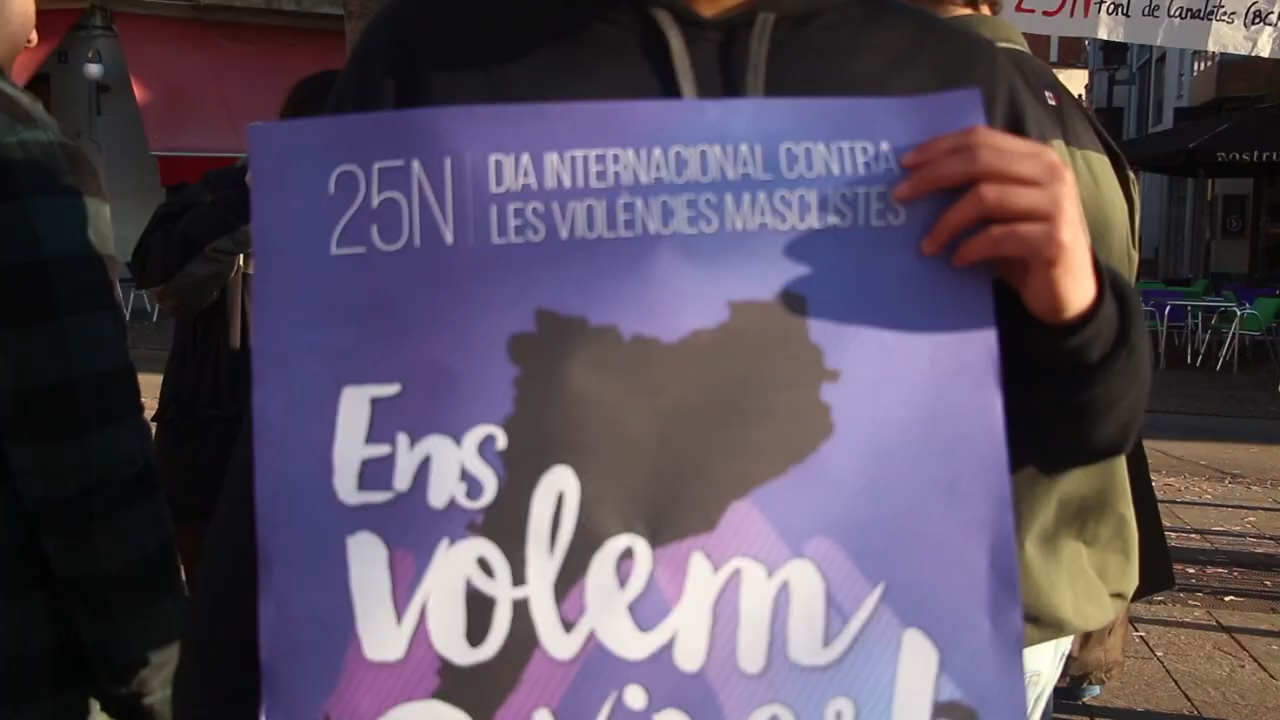 25N Font de Canaletes (BCN
25N
DIA INTERNACIONAL CONTRA
LES VIOLÈNCIES MASCLISTES
Ens
volem